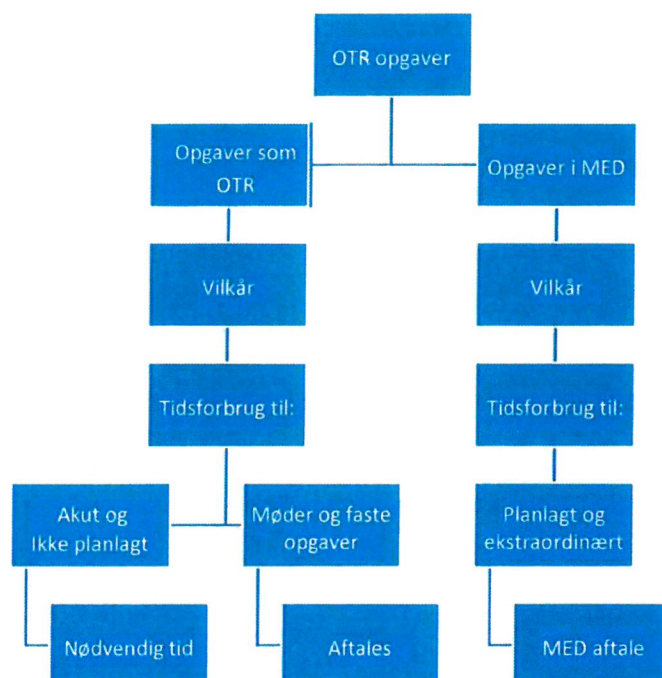 OTR opgaver
Opgaver som
OTR
Opgaver i MED
Vilkår
Vilkår
Tidsforbrug til:
Tidsforbrug til:
Akut og
Ikke planlagt
Møder og faste
opgaver
Planlagt og
ekstraordinært
Nødvendig tid
Aftales
MED aftale